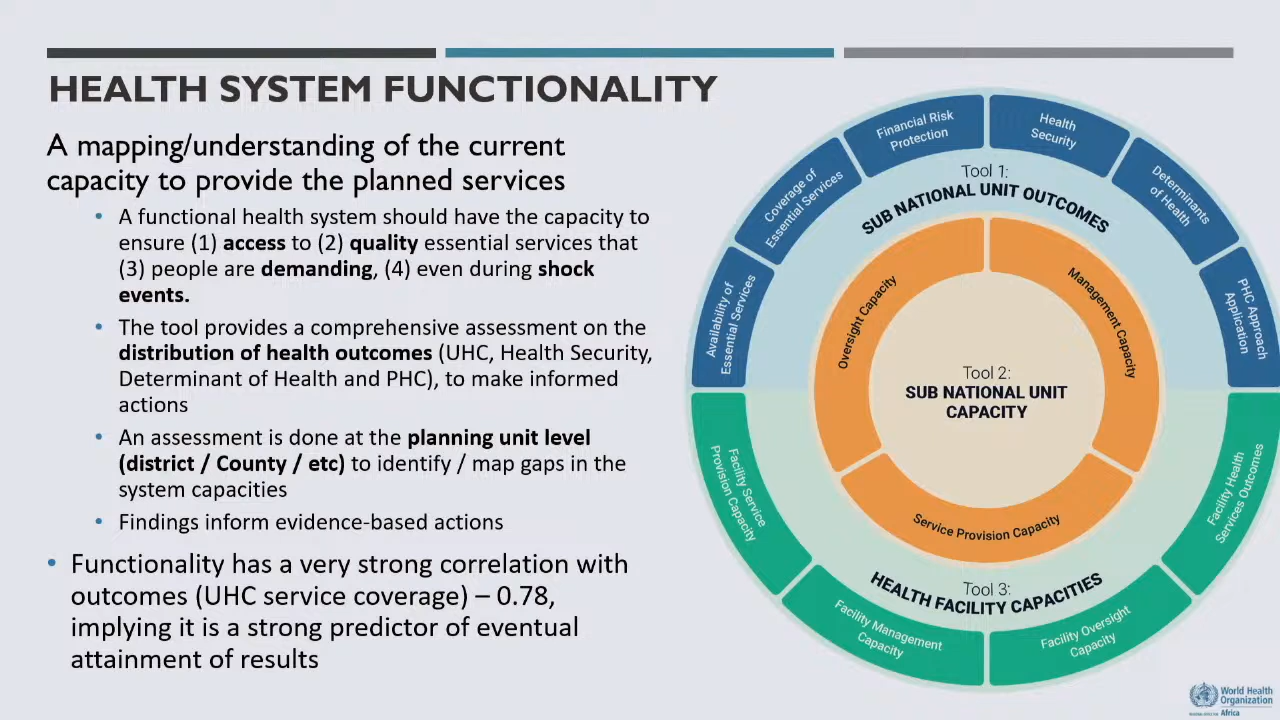 HEALTH SYSTEM FUNCTIONALITY
A mapping/understanding of the current
capacity to provide the planned services
• A functional health system should have the capacity to
ensure (1) access to (2) quality essential services that
(3) people are demanding, (4) even during shock
events.
• The tool provides a comprehensive assessment on the
distribution of health outcomes (UHC, Health Security,
Determinant of Health and PHC), to make informed
actions
• An assessment is done at the planning unit level
(district / County / etc) to identify / map gaps in the
system capacities
• Findings inform evidence-based actions
• Functionality has a very strong correlation with
outcomes (UHC service coverage) – 0.78,
implying it is a strong predictor of eventual
attainment of results
Availability of
Essential Services
Coverage of
Essential Services
Financial Risk
Protection
Health
Security
Determinants
of Health
PHC Approach
Application
Tool 1:
SUB NATIONAL UNIT OUTCOMES
Oversight Capacity
Management Capacity
Service Provision Capacity
Tool 2:
SUB NATIONAL UNIT
CAPACITY
Tool 3:
HEALTH FACILITY CAPACITIES
Facility Service
Provision Capacity
Facility Management
Capacity
Facility Oversight
Capacity
Facility Health
Services Outcomes
World Health
Organization
REGIONAL OFFICE FOR Africa